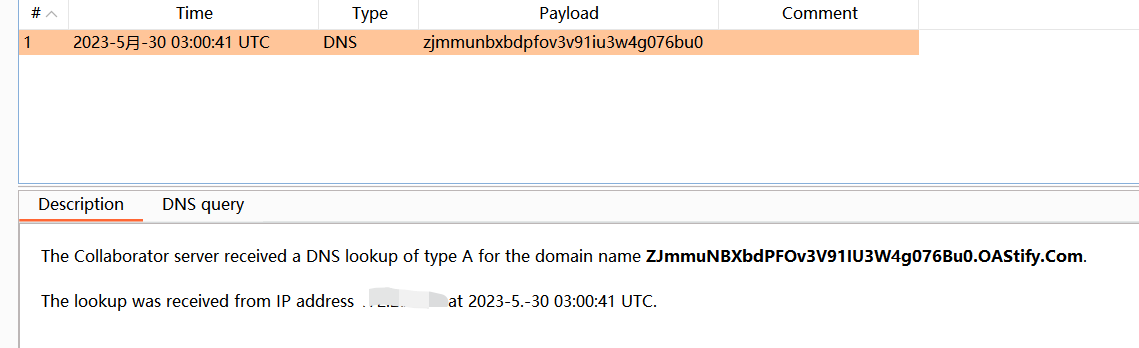 # Time Type Payload Comment
1 2023-5月-30 03:00:41 UTC DNS zjmmunbxbdpfov3v91iu3w4g076bu0
Description DNS query
The Collaborator server received a DNS lookup of type A for the domain name ZJmmuNBXbdPFOv3V91IU3W4g076Bu0.OAStify.Com.
The lookup was received from IP address at 2023-5.-30 03:00:41 UTC.